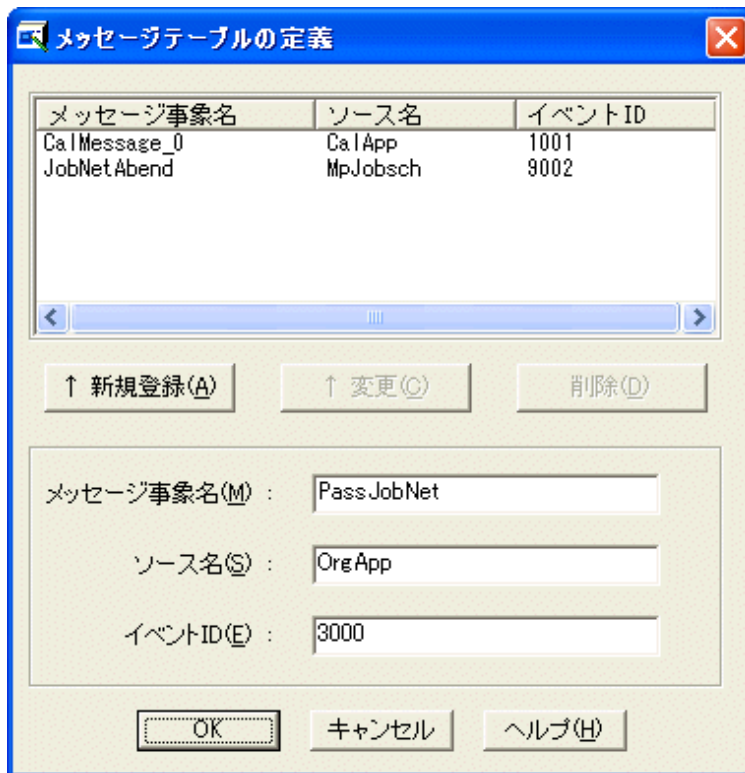 メッセージテーブルの定義
メッセージ事象名 ソース名 イベントID
CalMessage_0 CalApp 1001
JobNetAbend MpJobsch 9002
↑ 新規登録(A) ↑ 変更(C) 削除(D)
メッセージ事象名(M) : PassJobNet
ソース名(S) : OrgApp
イベントID(E) : 3000
OK キャンセル ヘルプ(H)